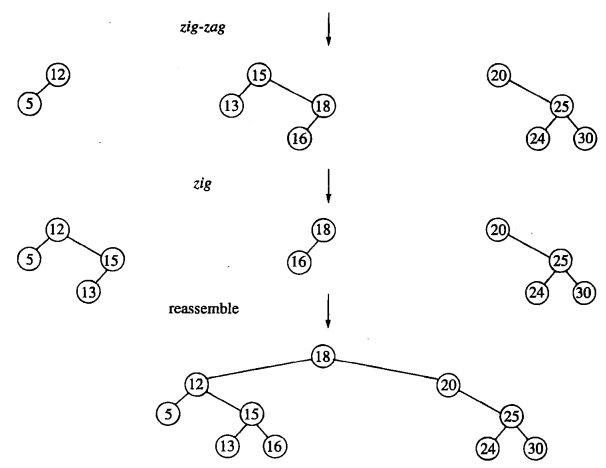 zig-zag
12 15 20
5 13 18 25
16 24 30
zig
12 18 20
5 15 16 25
13 24 30
reassemble
18
12 20
5 15 25
13 16 24 30